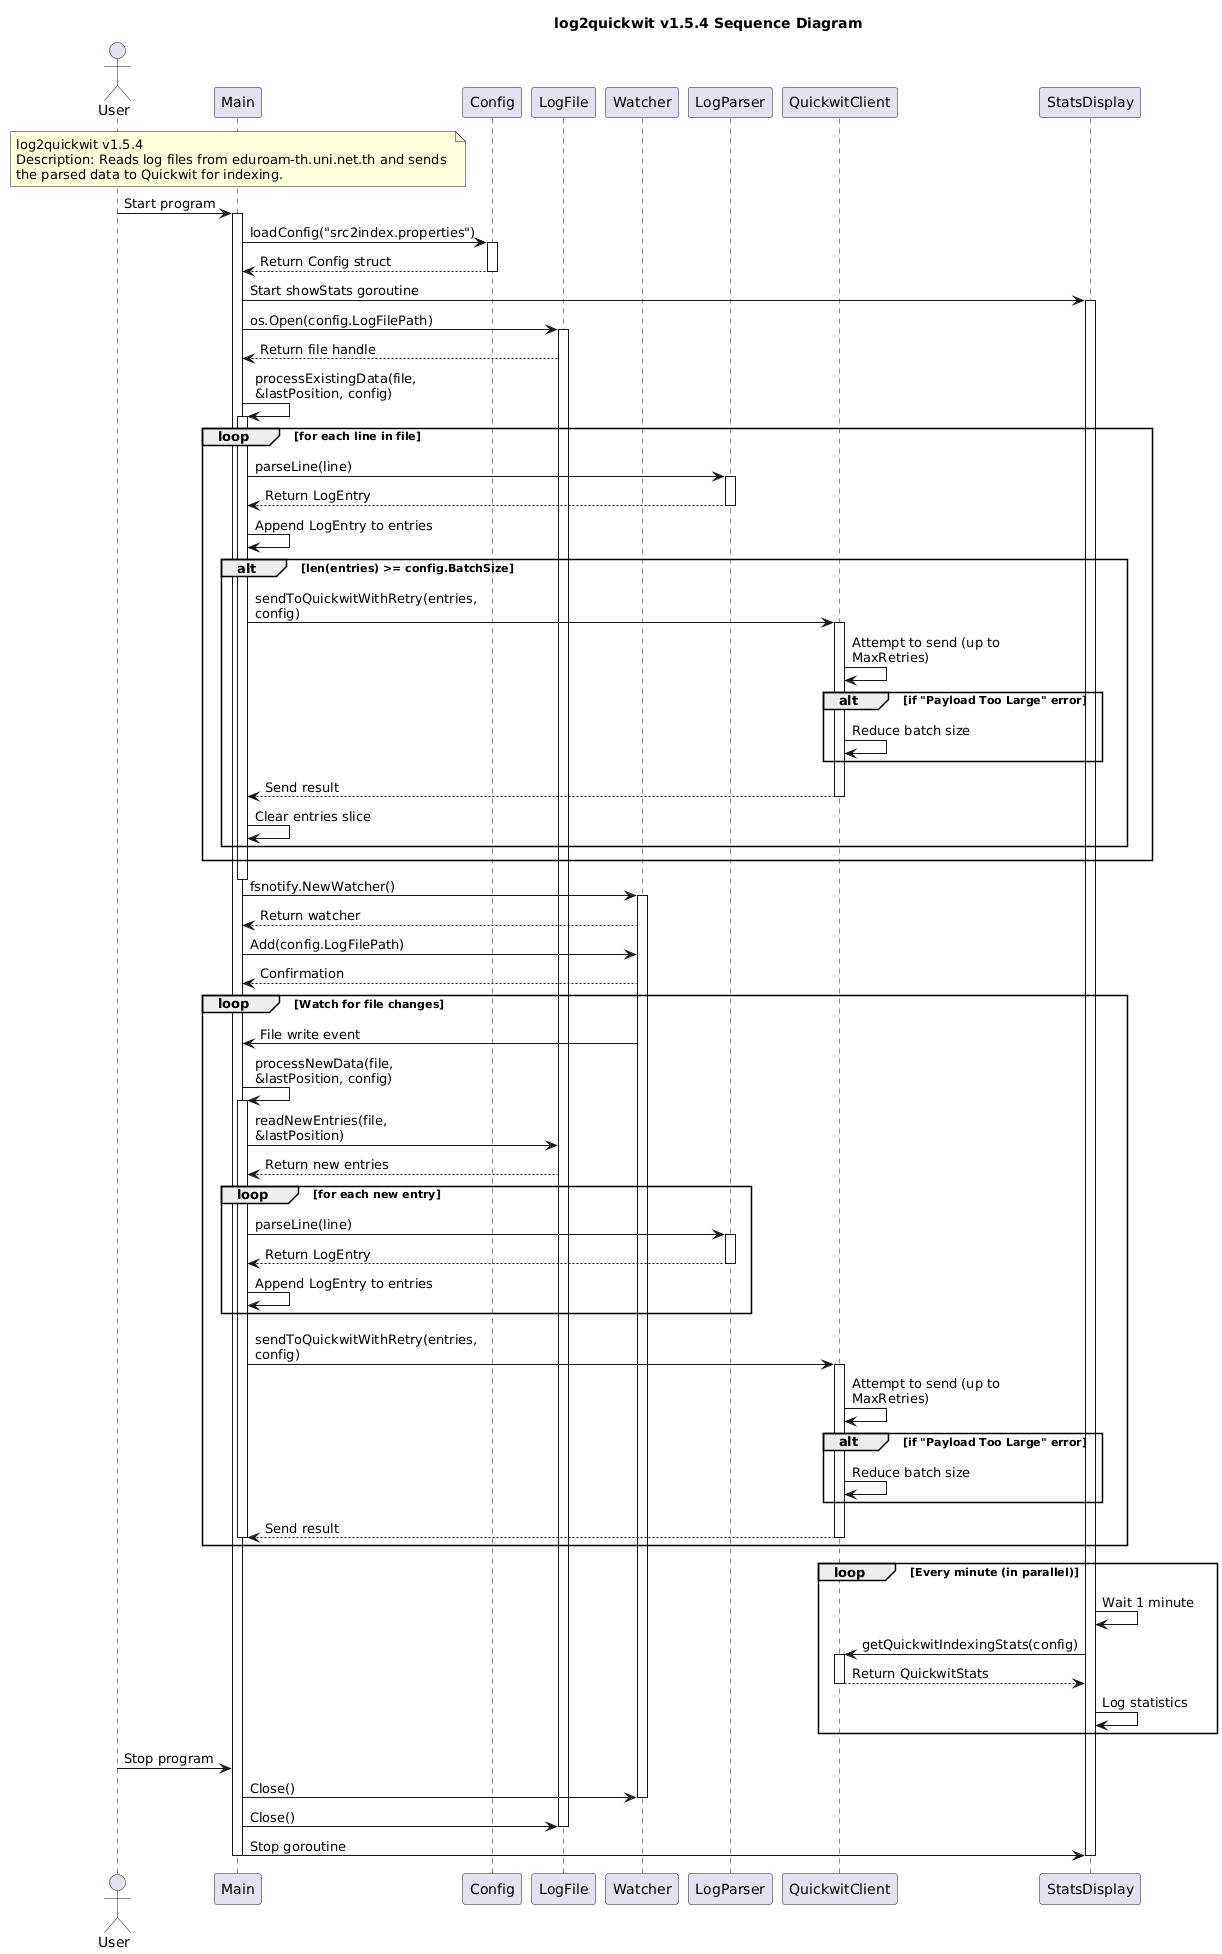 log2quickwit v1.5.4 Sequence Diagram
User
Main
Config
LogFile
Watcher
LogParser
QuickwitClient
StatsDisplay
log2quickwit v1.5.4
Description: Reads log files from eduroam-th.uni.net.th and sends
the parsed data to Quickwit for indexing.
Start program
loadConfig("src2index.properties")
Return Config struct
Start showStats goroutine
os.Open(config.LogFilePath)
Return file handle
processExistingData(file,
&lastPosition, config)
loop
[for each line in file]
parseLine(line)
Return LogEntry
Append LogEntry to entries
alt
[len(entries) >= config.BatchSize]
sendToQuickwitWithRetry(entries,
config)
Attempt to send (up to
MaxRetries)
alt
[if "Payload Too Large" error]
Reduce batch size
Send result
Clear entries slice
fsnotify.NewWatcher()
Return watcher
Add(config.LogFilePath)
Confirmation
loop
[Watch for file changes]
File write event
processNewData(file,
&lastPosition, config)
readNewEntries(file,
&lastPosition)
Return new entries
loop
[for each new entry]
parseLine(line)
Return LogEntry
Append LogEntry to entries
sendToQuickwitWithRetry(entries,
config)
Attempt to send (up to
MaxRetries)
alt
[if "Payload Too Large" error]
Reduce batch size
Send result
loop
[Every minute (in parallel)]
Wait 1 minute
getQuickwitIndexingStats(config)
Return QuickwitStats
Log statistics
Stop program
Close()
Close()
Stop goroutine
User
Main
Config
LogFile
Watcher
LogParser
QuickwitClient
StatsDisplay